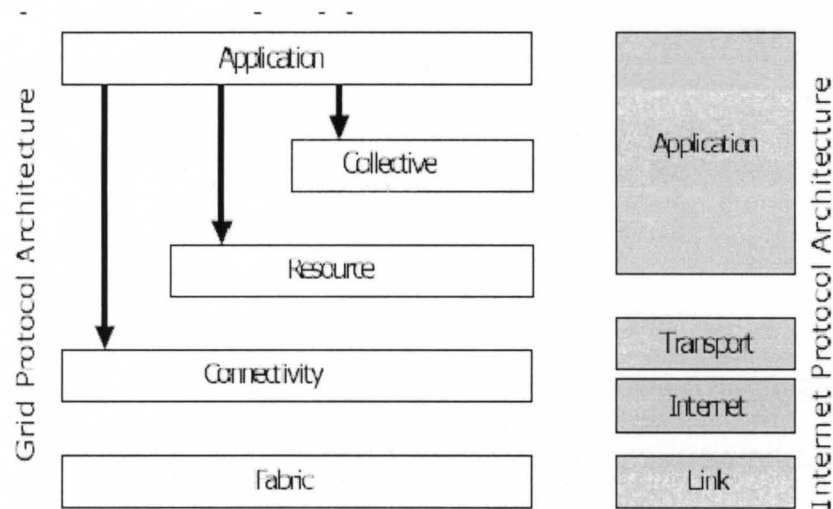 Grid Protocol Architecture
Application
Collective
Resource
Connectivity
Fabric
Application
Transport
Internet
Link
Internet Protocol Architecture